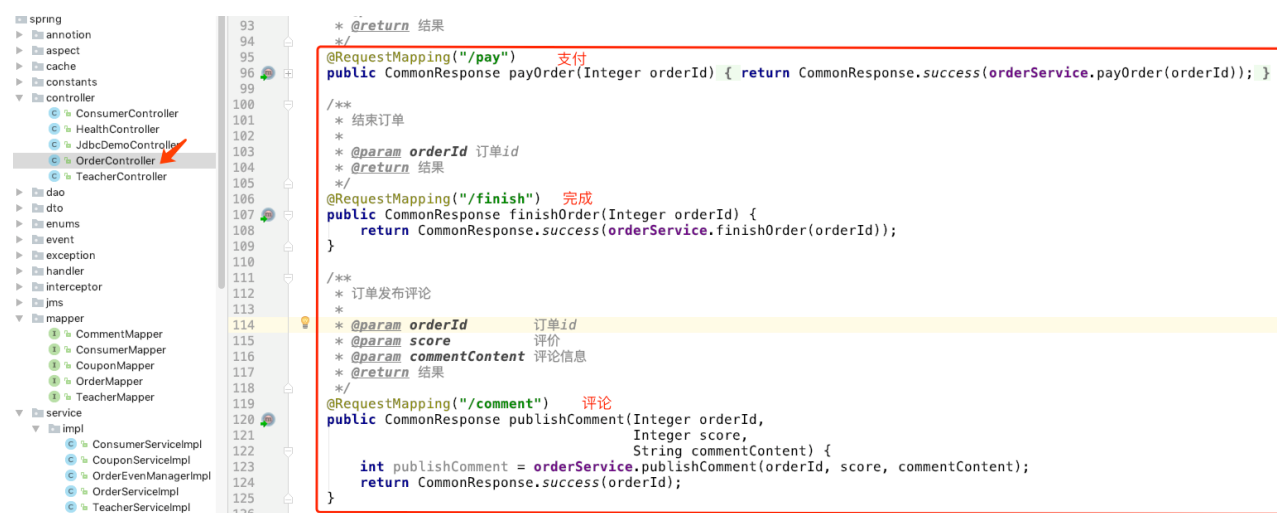 spring
annotion
aspect
cache
constants
controller
ConsumerController
HealthController
JdbcDemoController
OrderController
TeacherController
dao
dto
enums
event
exception
handler
interceptor
jms
mapper
CommentMapper
ConsumerMapper
CouponMapper
OrderMapper
TeacherMapper
service
impl
ConsumerServiceImpl
CouponServiceImpl
OrderEvenManagerImpl
OrderServiceImpl
TeacherServiceImpl
93 * @return 结果
94 */
95 @RequestMapping("/pay") 支付
96 public CommonResponse payOrder(Integer orderId) { return CommonResponse.success(orderService.payOrder(orderId)); }
99
100 /**
101 * 结束订单
102 *
103 * @param orderId 订单id
104 * @return 结果
105 */
106 @RequestMapping("/finish") 完成
107 public CommonResponse finishOrder(Integer orderId) {
108 return CommonResponse.success(orderService.finishOrder(orderId));
109 }
110
111 /**
112 * 订单发布评论
113 *
114 * @param orderId 订单id
115 * @param score 评价
116 * @param commentContent 评论信息
117 * @return 结果
118 */
119 @RequestMapping("/comment") 评论
120 public CommonResponse publishComment(Integer orderId,
121 Integer score,
122 String commentContent) {
123 int publishComment = orderService.publishComment(orderId, score, commentContent);
124 return CommonResponse.success(orderId);
125 }